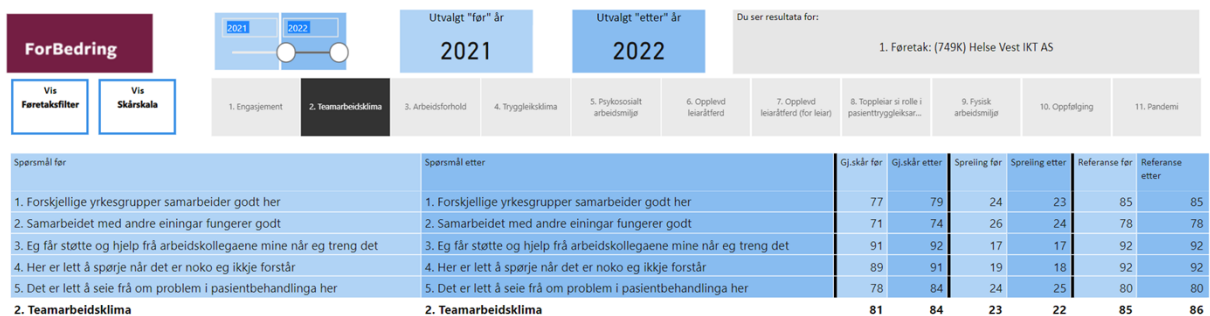 ForBedring
2021 2022
Utvalgt "før" år
2021
Utvalgt "etter" år
2022
Du ser resultata for:
1. Føretak: (749K) Helse Vest IKT AS
Vis
Føretaksfilter
Vis
Skårskala
1. Engasjement
2. Teamarbeidsklima
3. Arbeidsforhold
4. Tryggleiksklima
5. Psykososialt
arbeidsmiljø
6. Opplevd
leiaråtferd
7. Opplevd
leiaråtferd (for leiar)
8. Toppleiar si rolle i
pasienttryggleiksar...
9. Fysisk
arbeidsmiljø
10. Oppfølging
11. Pandemi
Spørsmål før Spørsmål etter Gj.skår før Gj.skår etter Spreiing før Spreiing etter Referanse før Referanse
etter
1. Forskjellige yrkesgrupper samarbeider godt her 1. Forskjellige yrkesgrupper samarbeider godt her 77 79 24 23 85 85
2. Samarbeidet med andre einingar fungerer godt 2. Samarbeidet med andre einingar fungerer godt 71 74 26 24 78 78
3. Eg får støtte og hjelp frå arbeidskollegaene mine når eg treng det 3. Eg får støtte og hjelp frå arbeidskollegaene mine når eg treng det 91 92 17 17 92 92
4. Her er lett å spørje når det er noko eg ikkje forstår 4. Her er lett å spørje når det er noko eg ikkje forstår 89 91 19 18 92 92
5. Det er lett å seie frå om problem i pasientbehandlinga her 5. Det er lett å seie frå om problem i pasientbehandlinga her 78 84 24 25 80 80
2. Teamarbeidsklima 2. Teamarbeidsklima 81 84 23 22 85 86